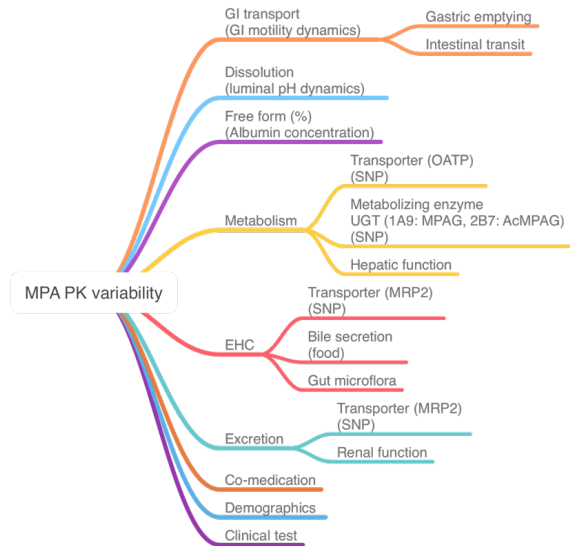 GI transport
(GI motility dynamics)
Gastric emptying
Intestinal transit
Dissolution
(luminal pH dynamics)
Free form (%)
(Albumin concentration)
Metabolism
Transporter (OATP)
(SNP)
Metabolizing enzyme
UGT (1A9: MPAG, 2B7: AcMPAG)
(SNP)
Hepatic function
MPA PK variability
EHC
Transporter (MRP2)
(SNP)
Bile secretion
(food)
Gut microflora
Excretion
Transporter (MRP2)
(SNP)
Renal function
Co-medication
Demographics
Clinical test